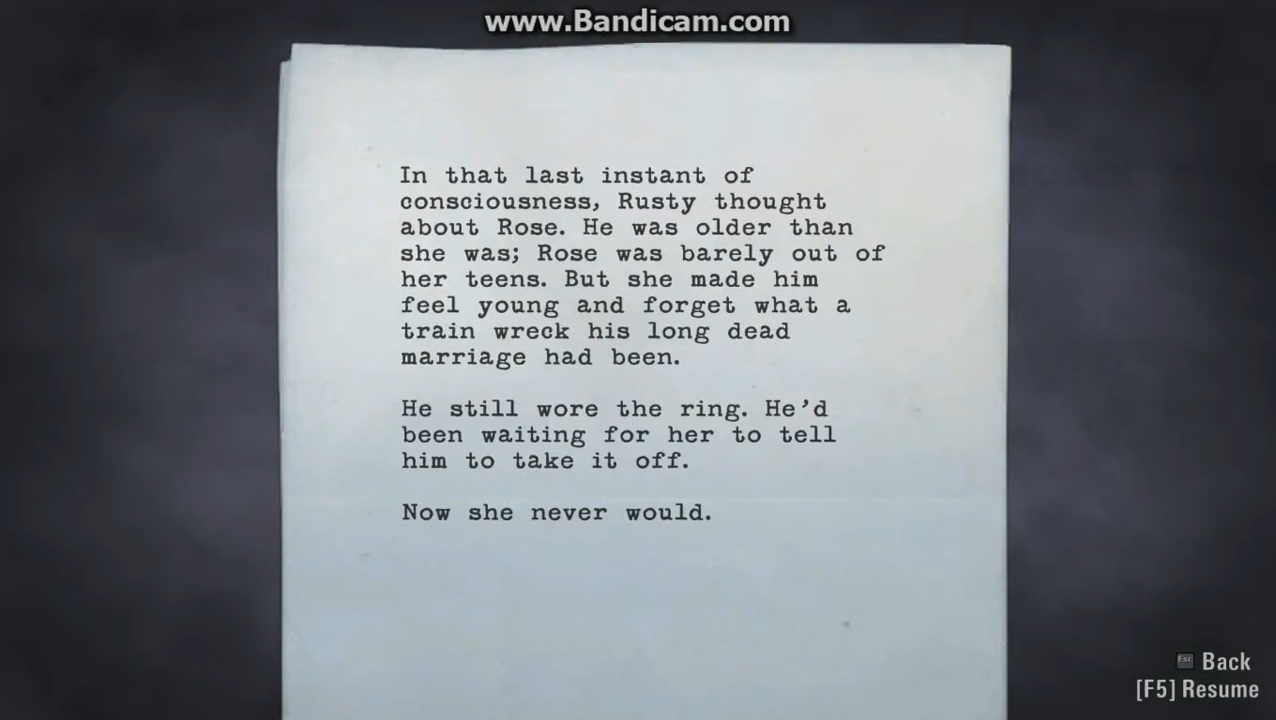 www.Bandicam.com
In that last instant of
consciousness, Rusty thought
about Rose. He was older than
she was; Rose was barely out of
her teens. But she made him
feel young and forget what a
train wreck his long dead
marriage had been.
He still wore the ring. He'd
been waiting for her to tell
him to take it off.
Now she never would.
Esc Back
[F5] Resume